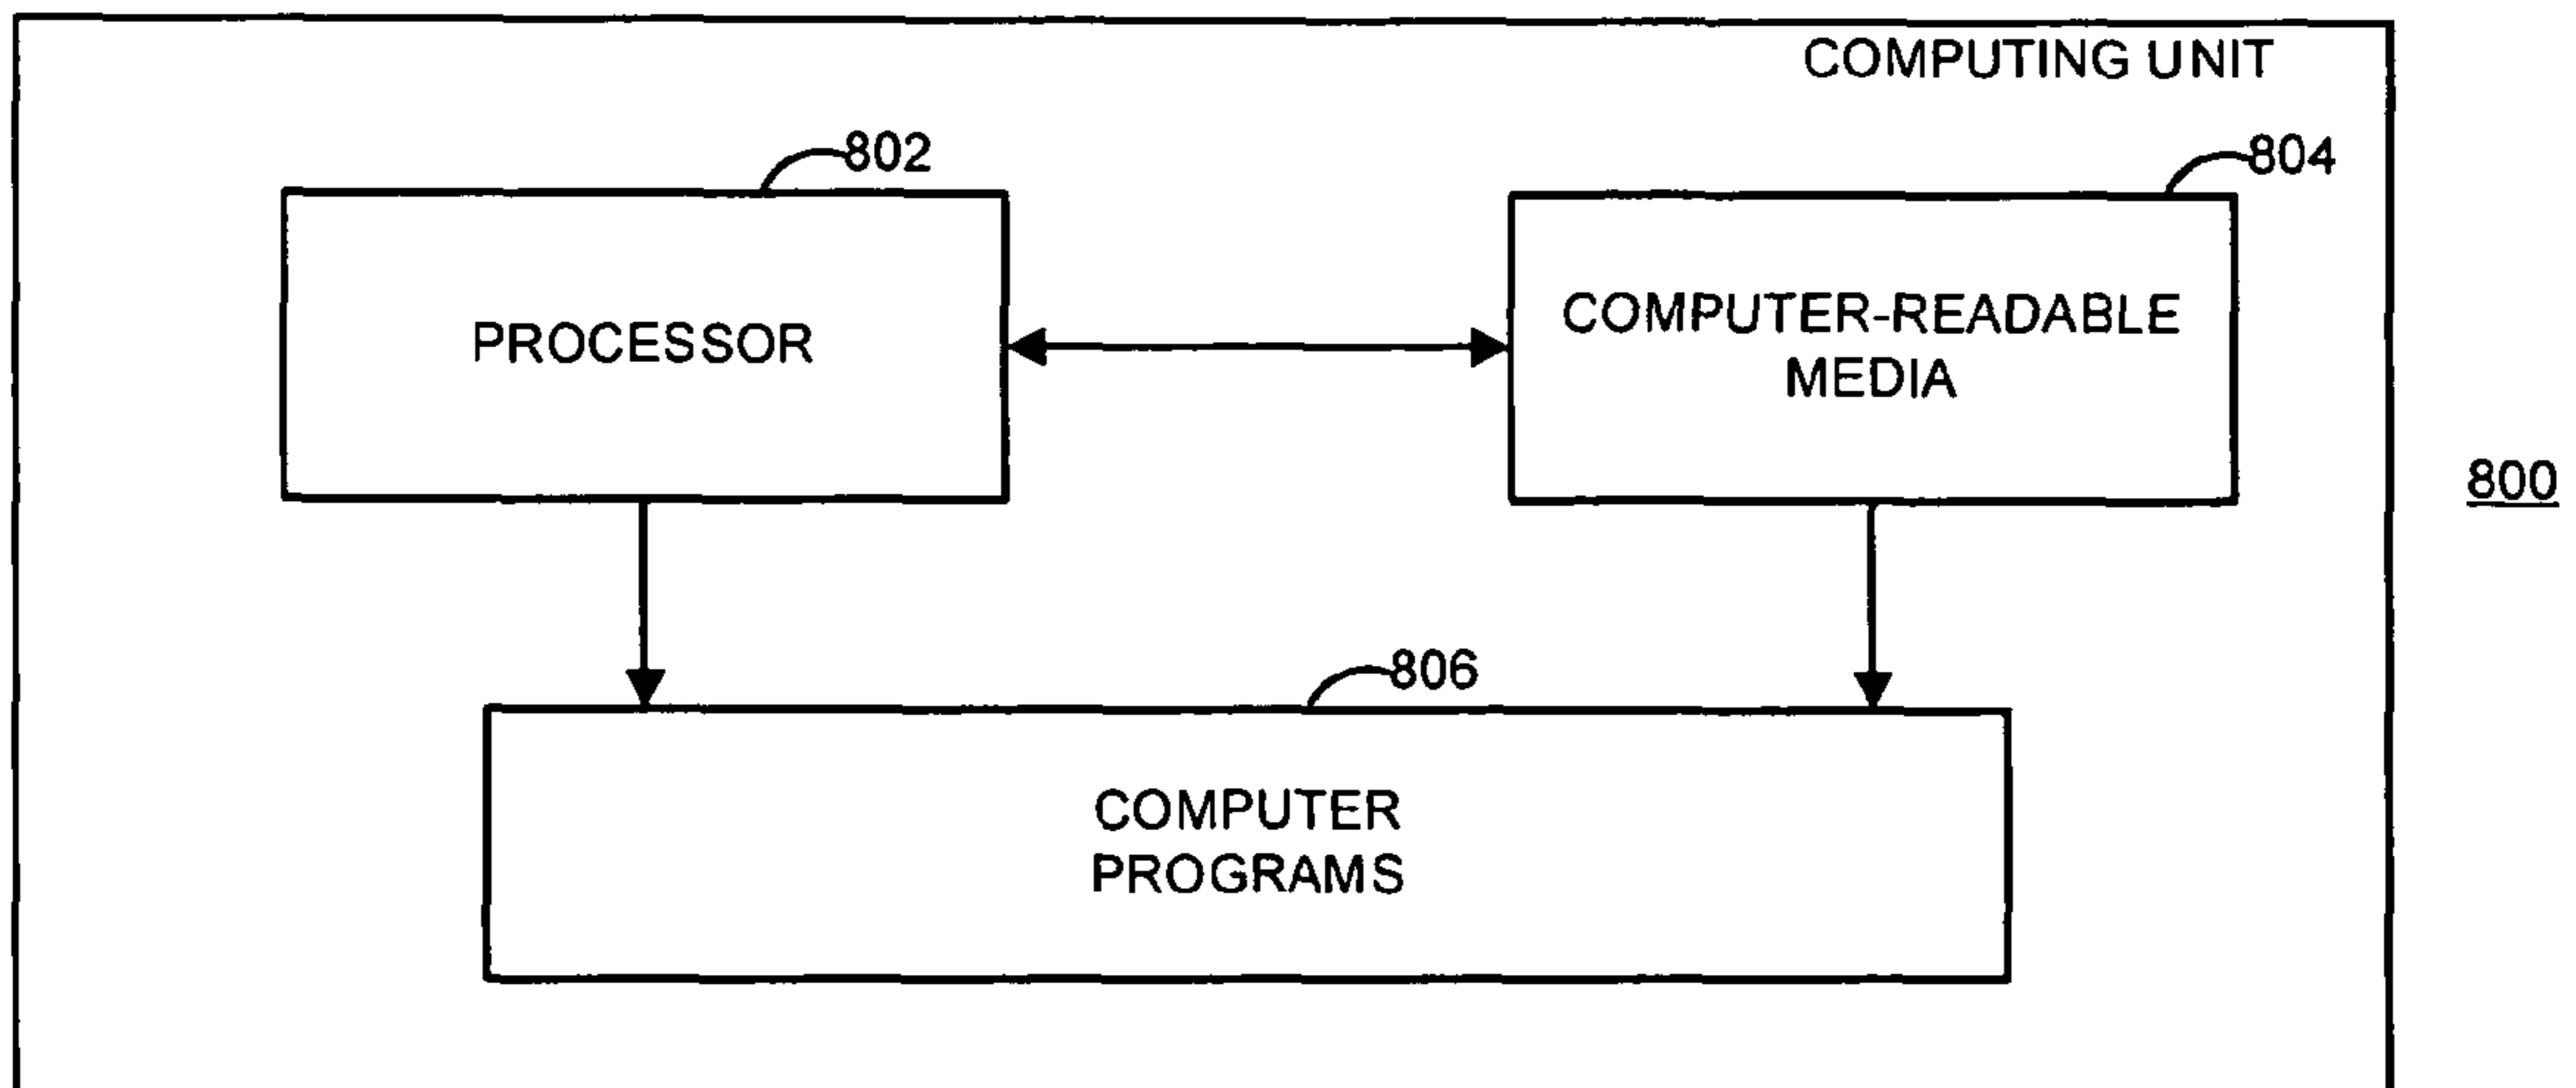 COMPUTING UNIT
802
804
PROCESSOR
COMPUTER-READABLE
MEDIA
800
806
COMPUTER
PROGRAMS